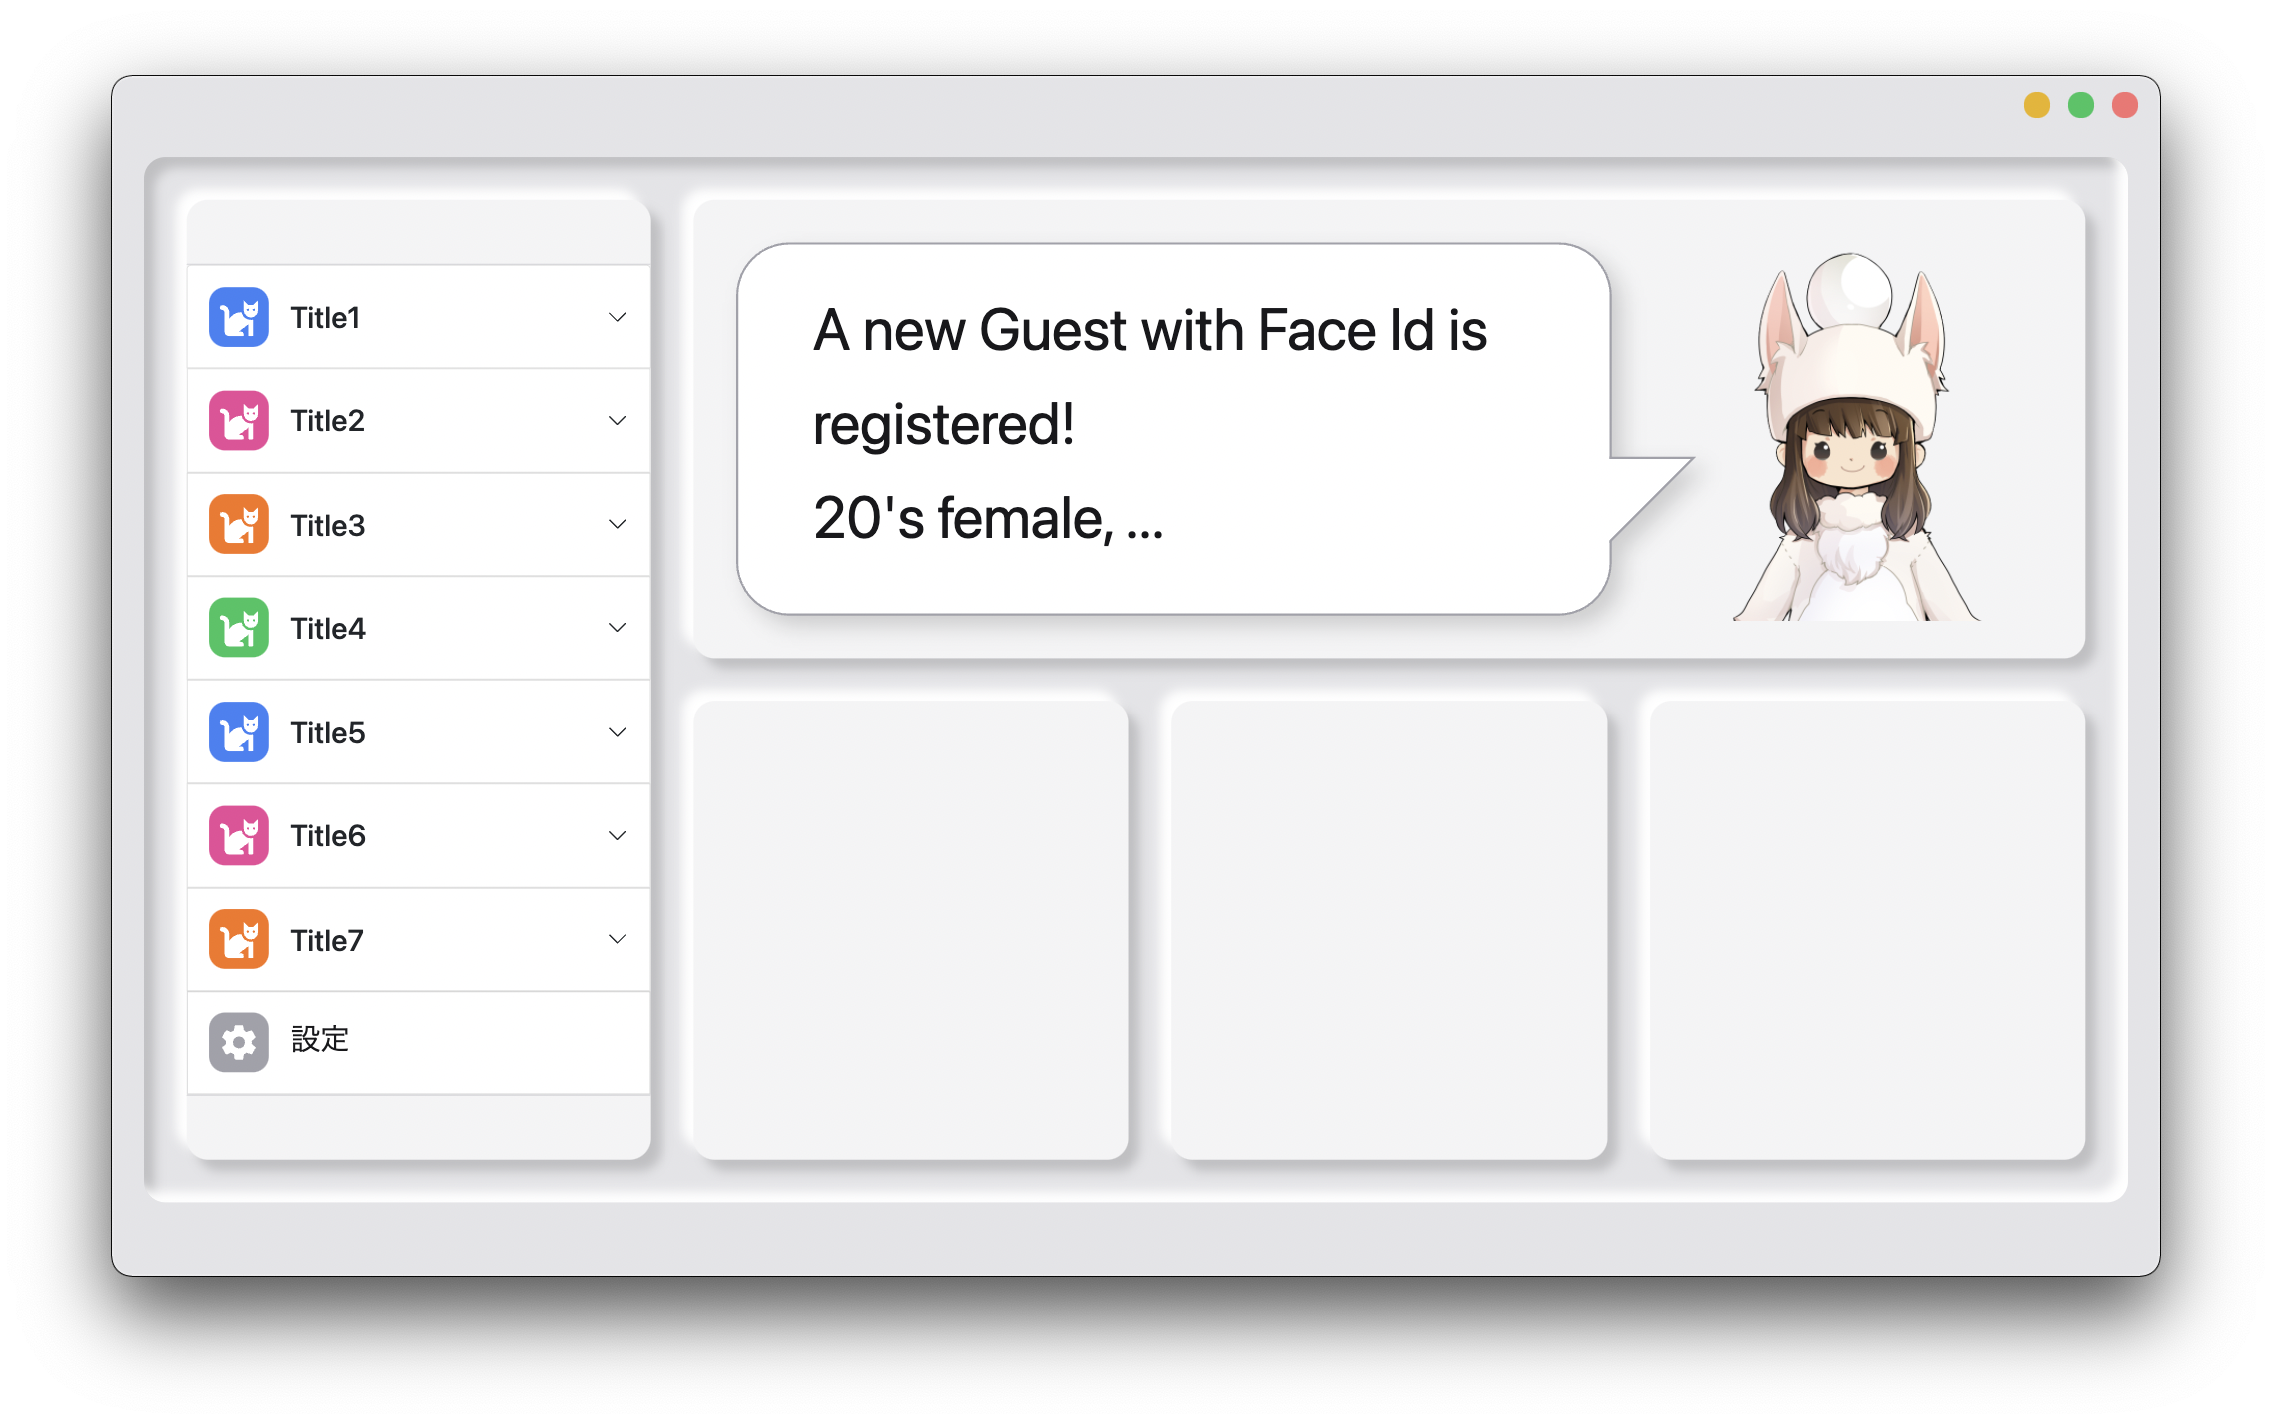 Title1
Title2
Title3
Title4
Title5
Title6
Title7
設定
A new Guest with Face Id is
registered!
20's female, ...